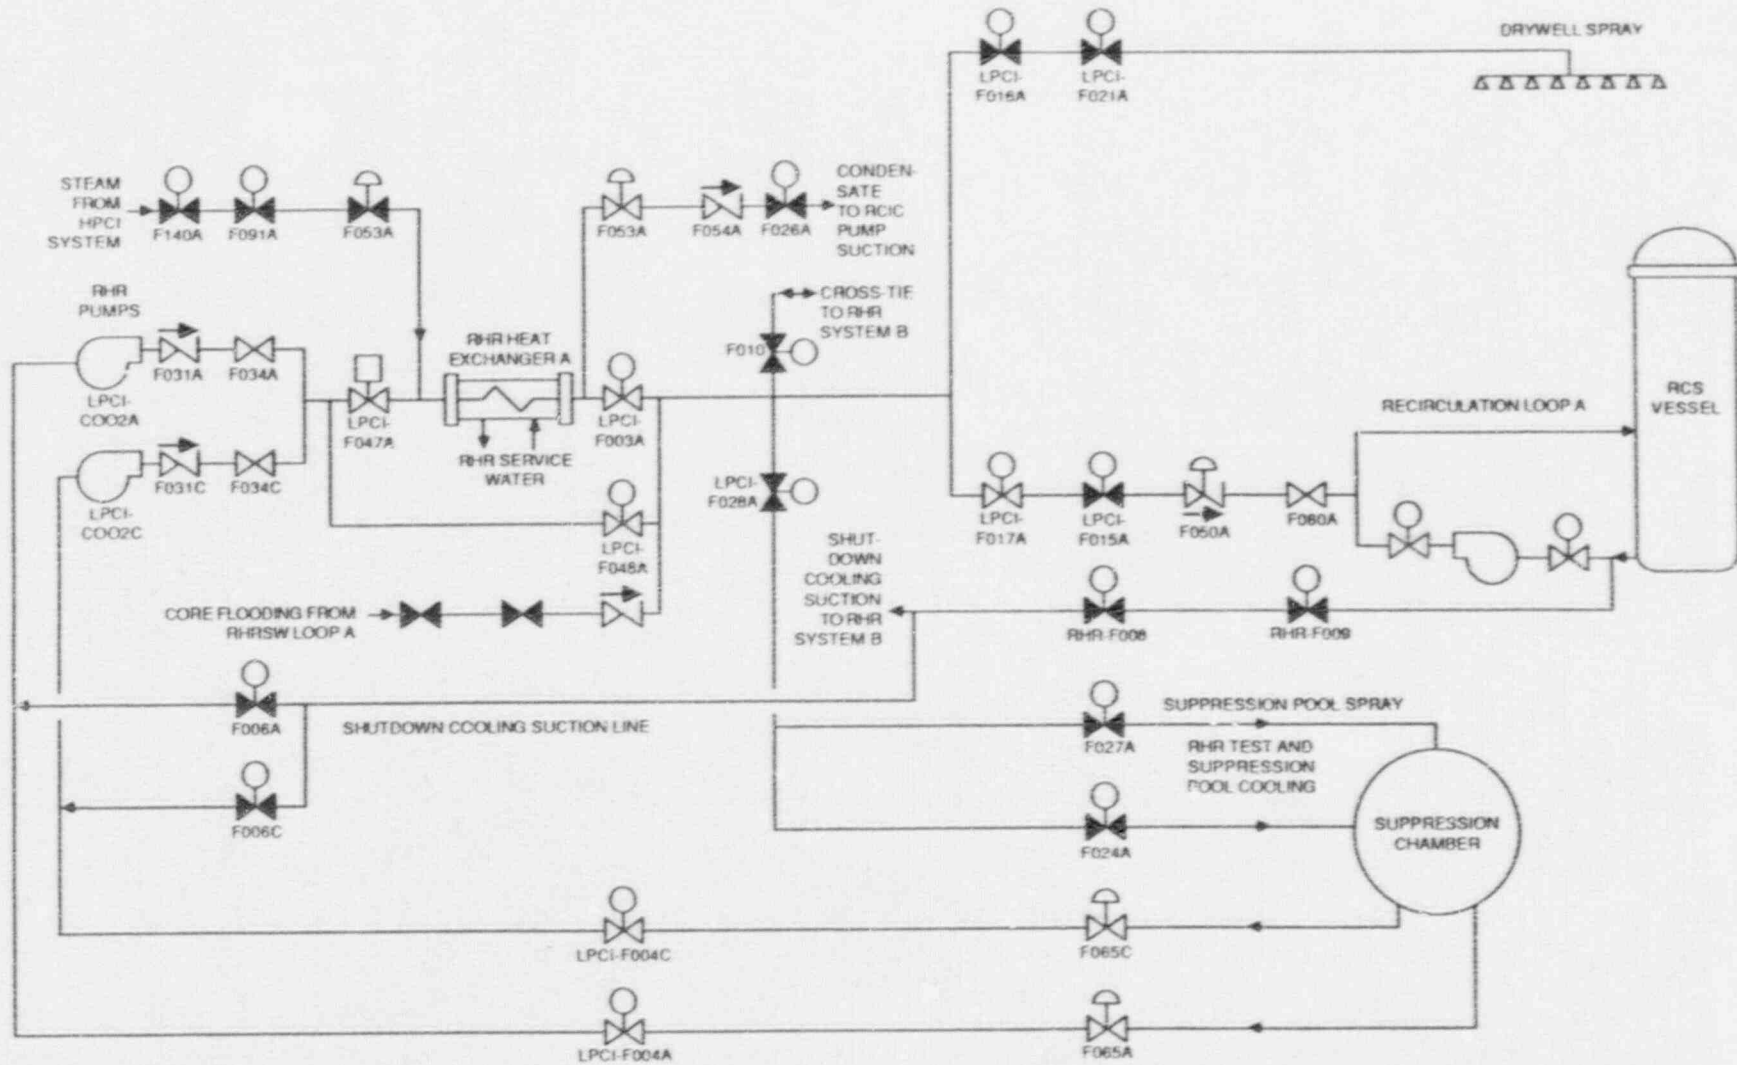 DRYWELL SPRAY
LPCI-
F016A
LPCI-
F021A
STEAM
FROM
HPCI
SYSTEM
F140A
F091A
F053A
F053A
F054A
F026A
CONDEN-
SATE
TO RCIC
PUMP
SUCTION
RHR
PUMPS
F031A
F034A
LPCI-
COO2A
F031C
F034C
LPCI-
COO2C
LPCI-
F047A
RHR HEAT
EXCHANGER A
RHR SERVICE
WATER
LPCI-
F003A
LPCI-
F048A
CROSS-TIE
TO RHR
SYSTEM B
F010
LPCI-
F028A
CORE FLOODING FROM
RHRSW LOOP A
SHUT-
DOWN
COOLING
SUCTION
TO RHR
SYSTEM B
LPCI-
F017A
LPCI-
F015A
F050A
F060A
RECIRCULATION LOOP A
RCS
VESSEL
RHR-F008
RHR-F009
F006A
SHUTDOWN COOLING SUCTION LINE
F006C
F027A
SUPPRESSION POOL SPRAY
RHR TEST AND
SUPPRESSION
POOL COOLING
F024A
SUPPRESSION
CHAMBER
LPCI-F004C
F065C
LPCI-F004A
F065A